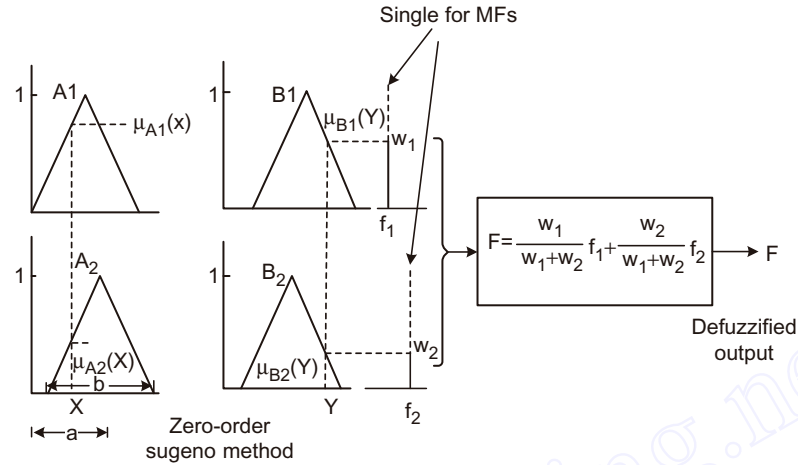 Single for MFs
1
A1
μA1(x)
1
B1
μB1(Y)
w1
f1
1
A2
μA2(X)
b
X
a
1
B2
μB2(Y)
w2
Y
f2
F= w1/w1+w2 f1+ w2/w1+w2 f2
F
Defuzzified
output
Zero-order
sugeno method